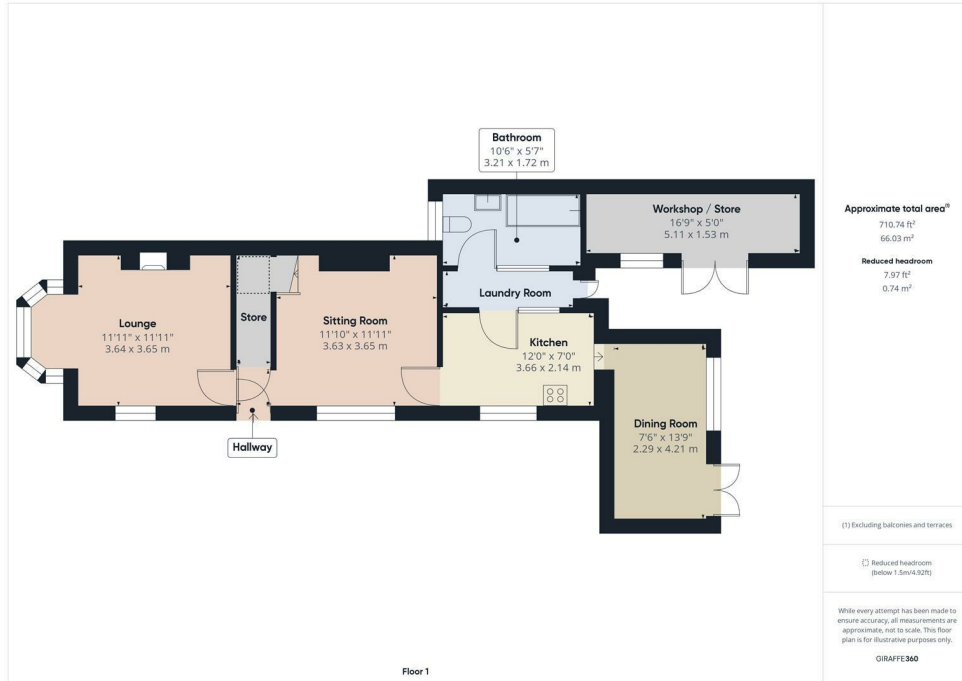 Bathroom
10'6" x 5'7"
3.21 x 1.72 m
Workshop / Store
16'9" x 5'0"
5.11 x 1.53 m
Lounge
11'11" x 11'11"
3.64 x 3.65 m
Store
Sitting Room
11'10" x 11'11"
3.63 x 3.65 m
Laundry Room
Kitchen
12'0" x 7'0"
3.66 x 2.14 m
Dining Room
7'6" x 13'9"
2.29 x 4.21 m
Hallway
Floor 1
Approximate total area(1)
710.74 ft²
66.03 m²
Reduced headroom
7.97 ft²
0.74 m²
(1) Excluding balconies and terraces
Reduced headroom
(below 1.5m/4.92ft)
While every attempt has been made to
ensure accuracy, all measurements are
approximate, not to scale. This floor
plan is for illustrative purposes only.
GIRAFFE360